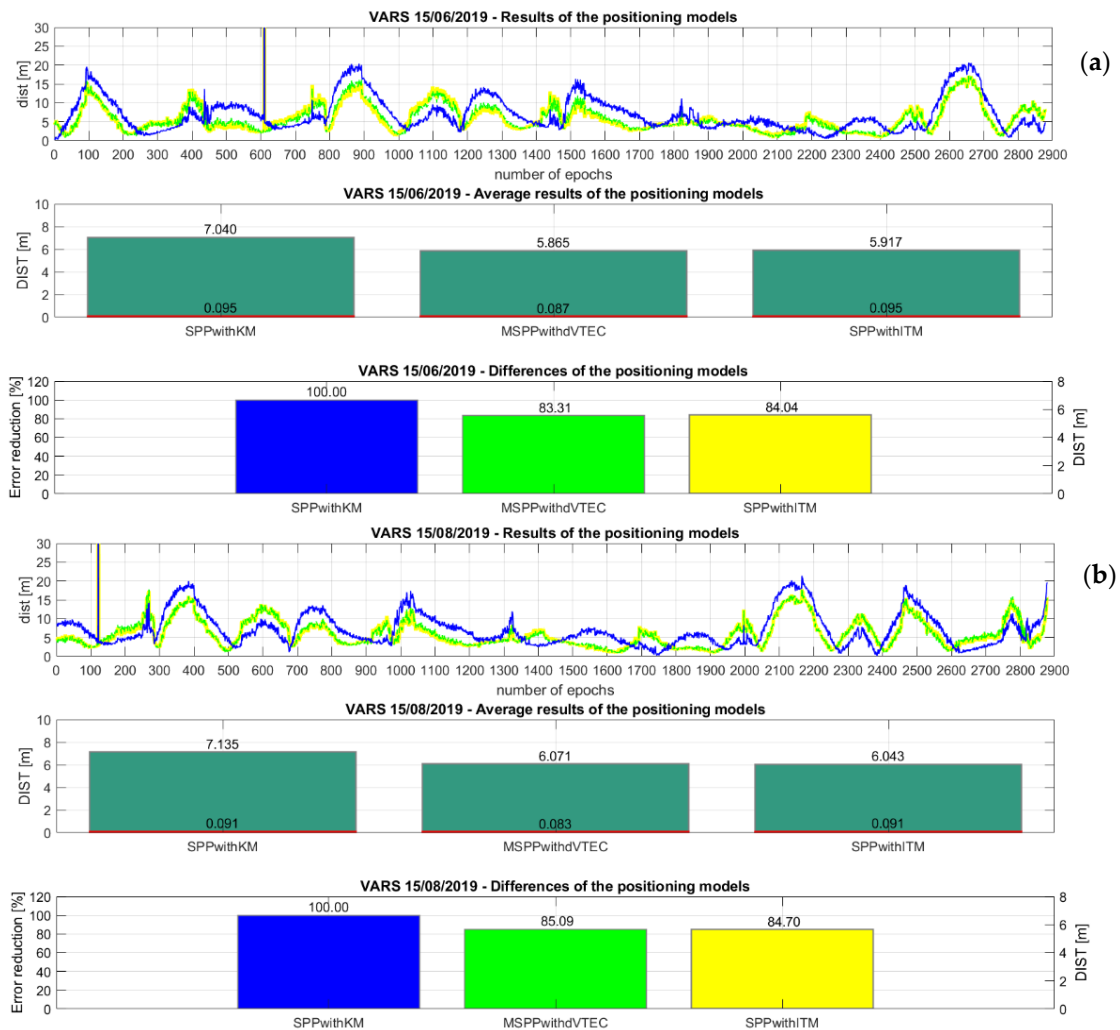 VARS 15/06/2019 - Results of the positioning models
(a)
30
25
20
15
10
5
0
dist [m]
0 100 200 300 400 500 600 700 800 900 1000 1100 1200 1300 1400 1500 1600 1700 1800 1900 2000 2100 2200 2300 2400 2500 2600 2700 2800 2900
number of epochs
VARS 15/06/2019 - Average results of the positioning models
10
8
6
4
2
0
DIST [m]
7.040 5.865 5.917
0.095 0.087 0.095
SPPwithKM MSPPwithdVTEC SPPwithITM
VARS 15/06/2019 - Differences of the positioning models
120
100
80
60
40
20
0
Error reduction [%]
100.00 83.31 84.04
8
6
4
2
0
DIST [m]
SPPwithKM MSPPwithdVTEC SPPwithITM
VARS 15/08/2019 - Results of the positioning models
(b)
30
25
20
15
10
5
0
dist [m]
0 100 200 300 400 500 600 700 800 900 1000 1100 1200 1300 1400 1500 1600 1700 1800 1900 2000 2100 2200 2300 2400 2500 2600 2700 2800 2900
number of epochs
VARS 15/08/2019 - Average results of the positioning models
10
8
6
4
2
0
DIST [m]
7.135 6.071 6.043
0.091 0.083 0.091
SPPwithKM MSPPwithdVTEC SPPwithITM
VARS 15/08/2019 - Differences of the positioning models
120
100
80
60
40
20
0
Error reduction [%]
100.00 85.09 84.70
8
6
4
2
0
DIST [m]
SPPwithKM MSPPwithdVTEC SPPwithITM